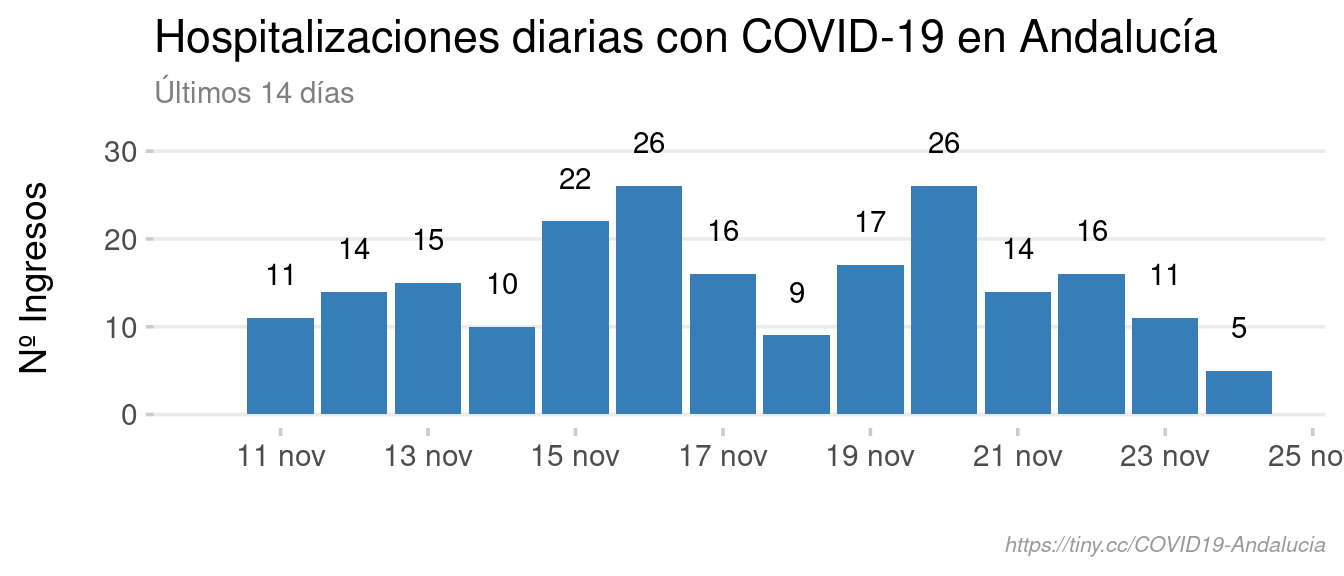 Hospitalizaciones diarias con COVID-19 en Andalucía
Últimos 14 días
Nº Ingresos
30
20
10
0
11
14
15
10
22
26
16
9
17
26
14
16
11
5
11 nov
13 nov
15 nov
17 nov
19 nov
21 nov
23 nov
25 no
https://tiny.cc/COVID19-Andalucia